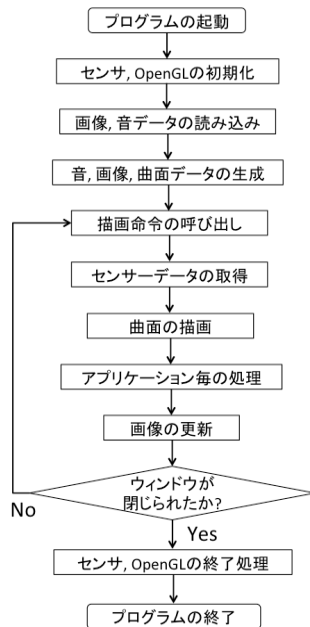 プログラムの起動
センサ, OpenGLの初期化
画像, 音データの読み込み
音, 画像, 曲面データの生成
描画命令の呼び出し
センサーデータの取得
曲面の描画
アプリケーション毎の処理
画像の更新
ウィンドウが
閉じられたか?
No
Yes
センサ, OpenGLの終了処理
プログラムの終了